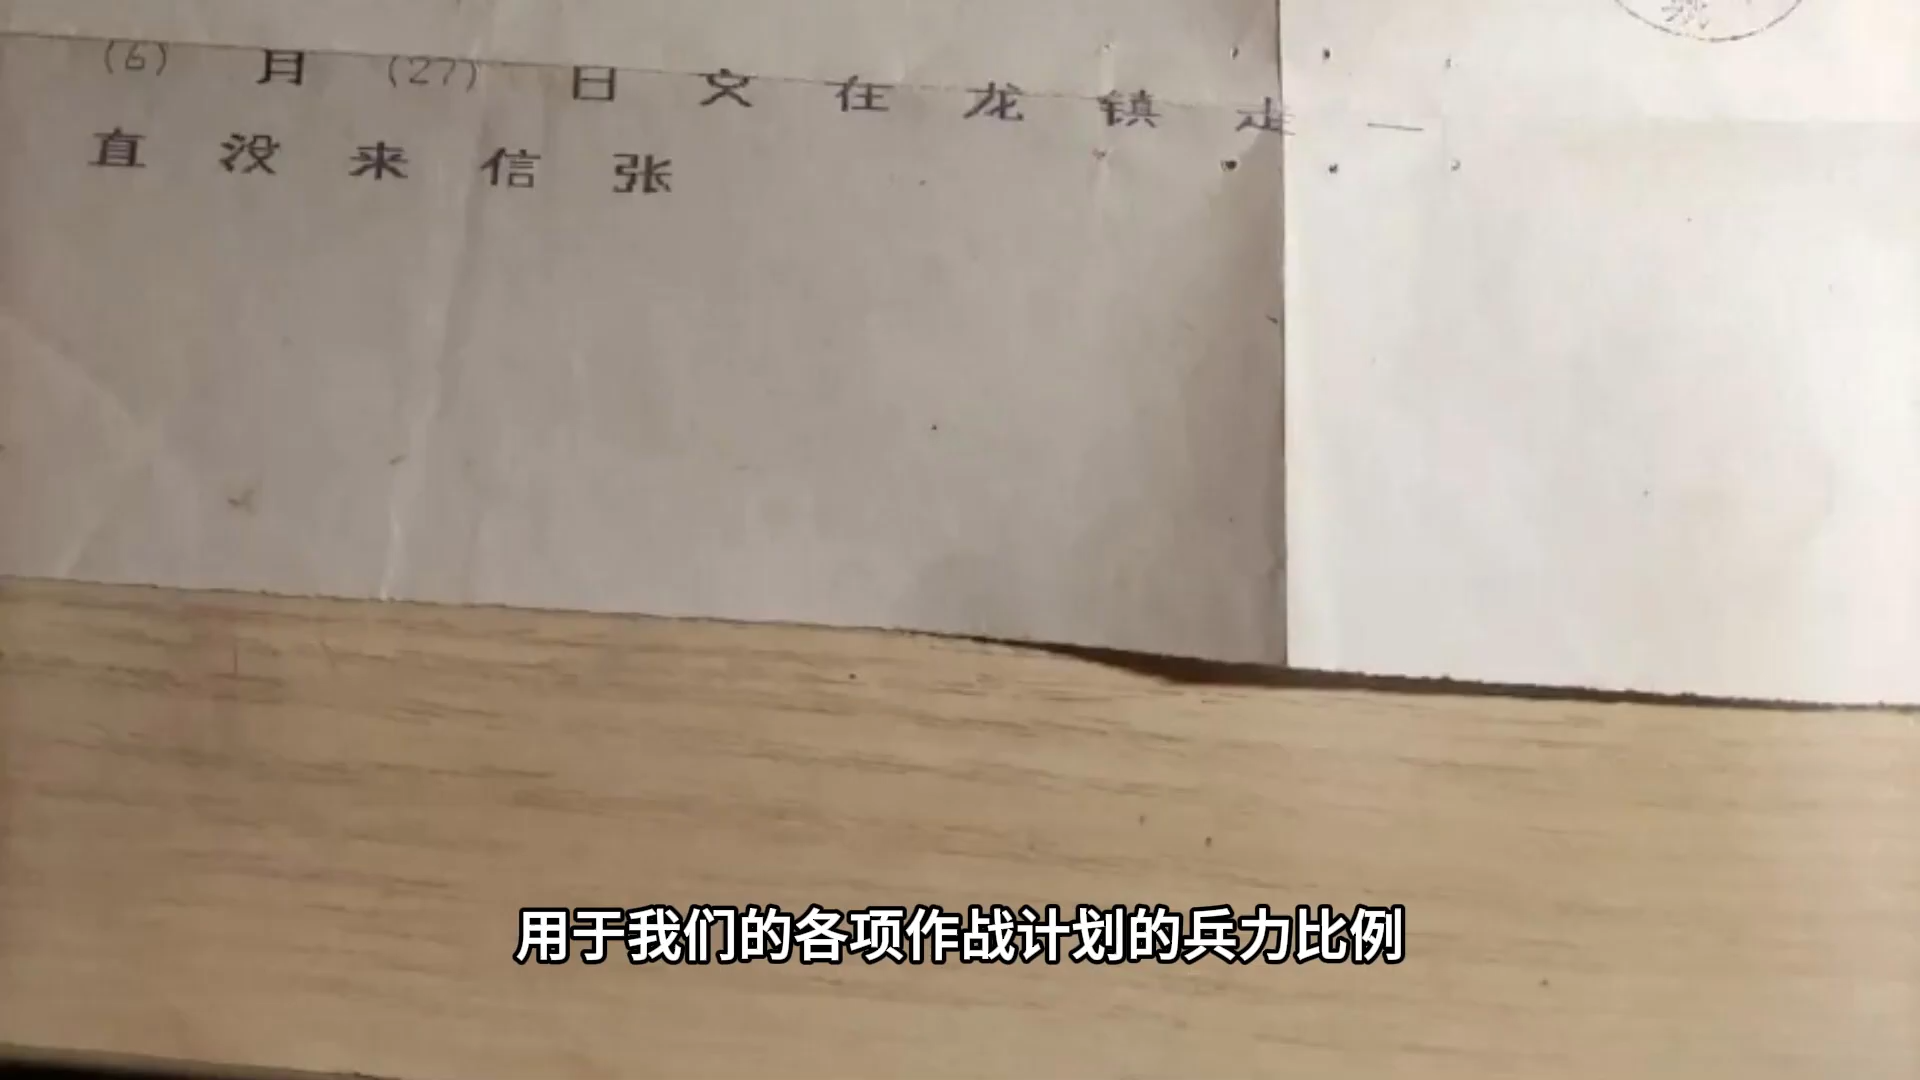 (6) 月 (27) 日 文 在 龙 镇 走 一
直 没 来 信 张
用于我们的各项作战计划的兵力比例